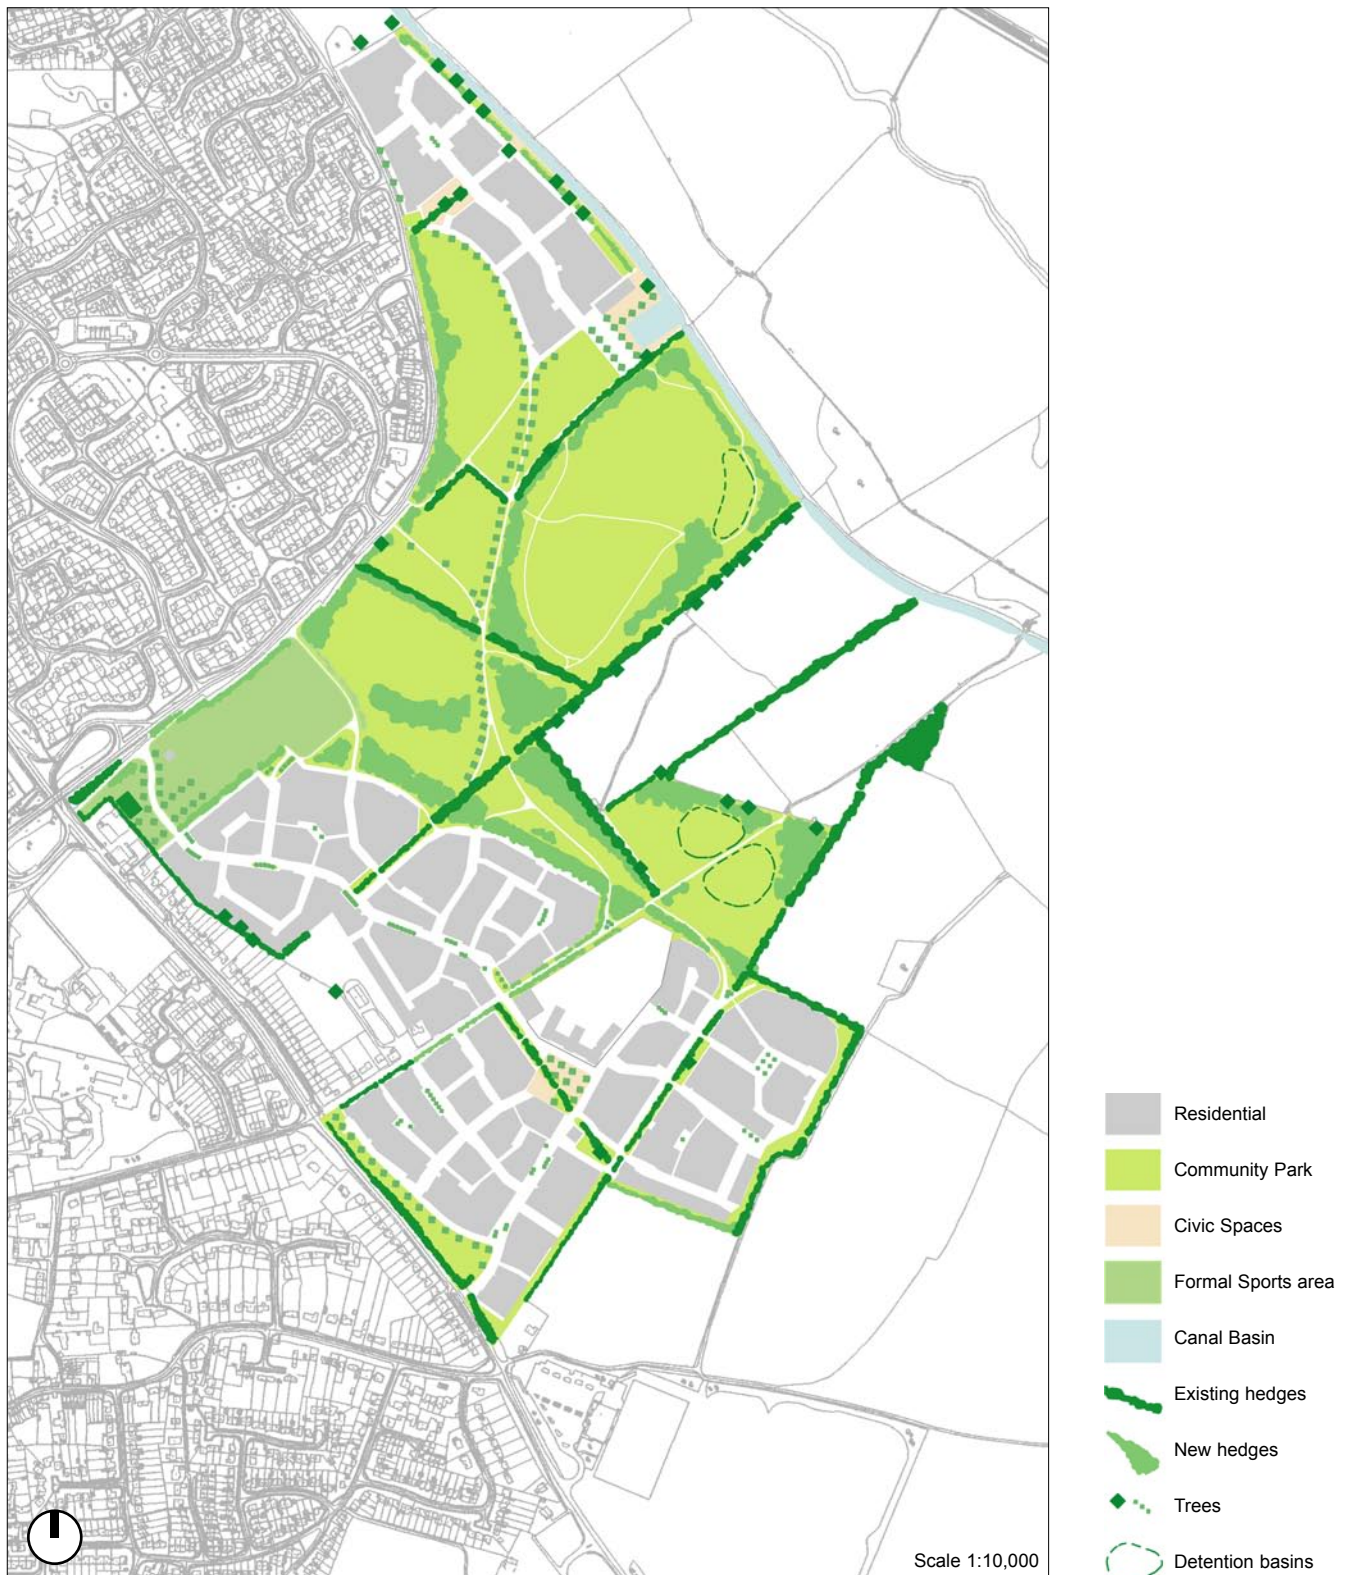 Residential
Community Park
Civic Spaces
Formal Sports area
Canal Basin
Existing hedges
New hedges
Trees
Detention basins
Scale 1:10,000